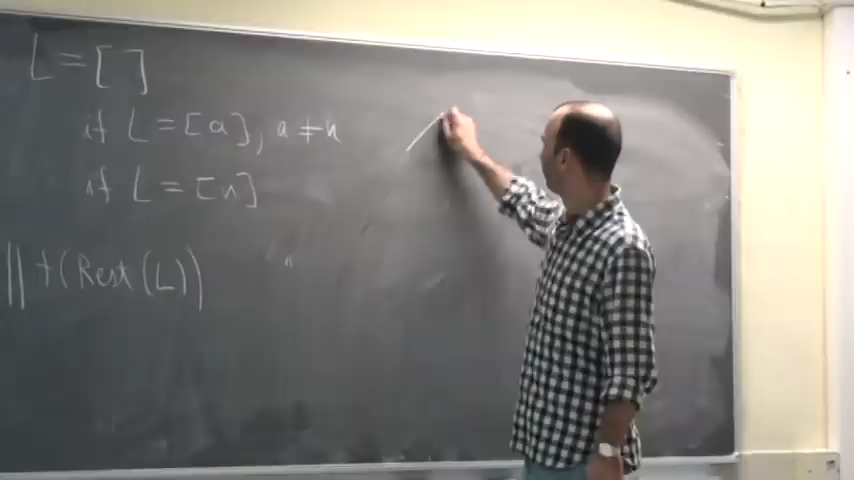 L = [ ]
if L = [a], a ≠ n
if L = [n]
|| f(Rest(L))